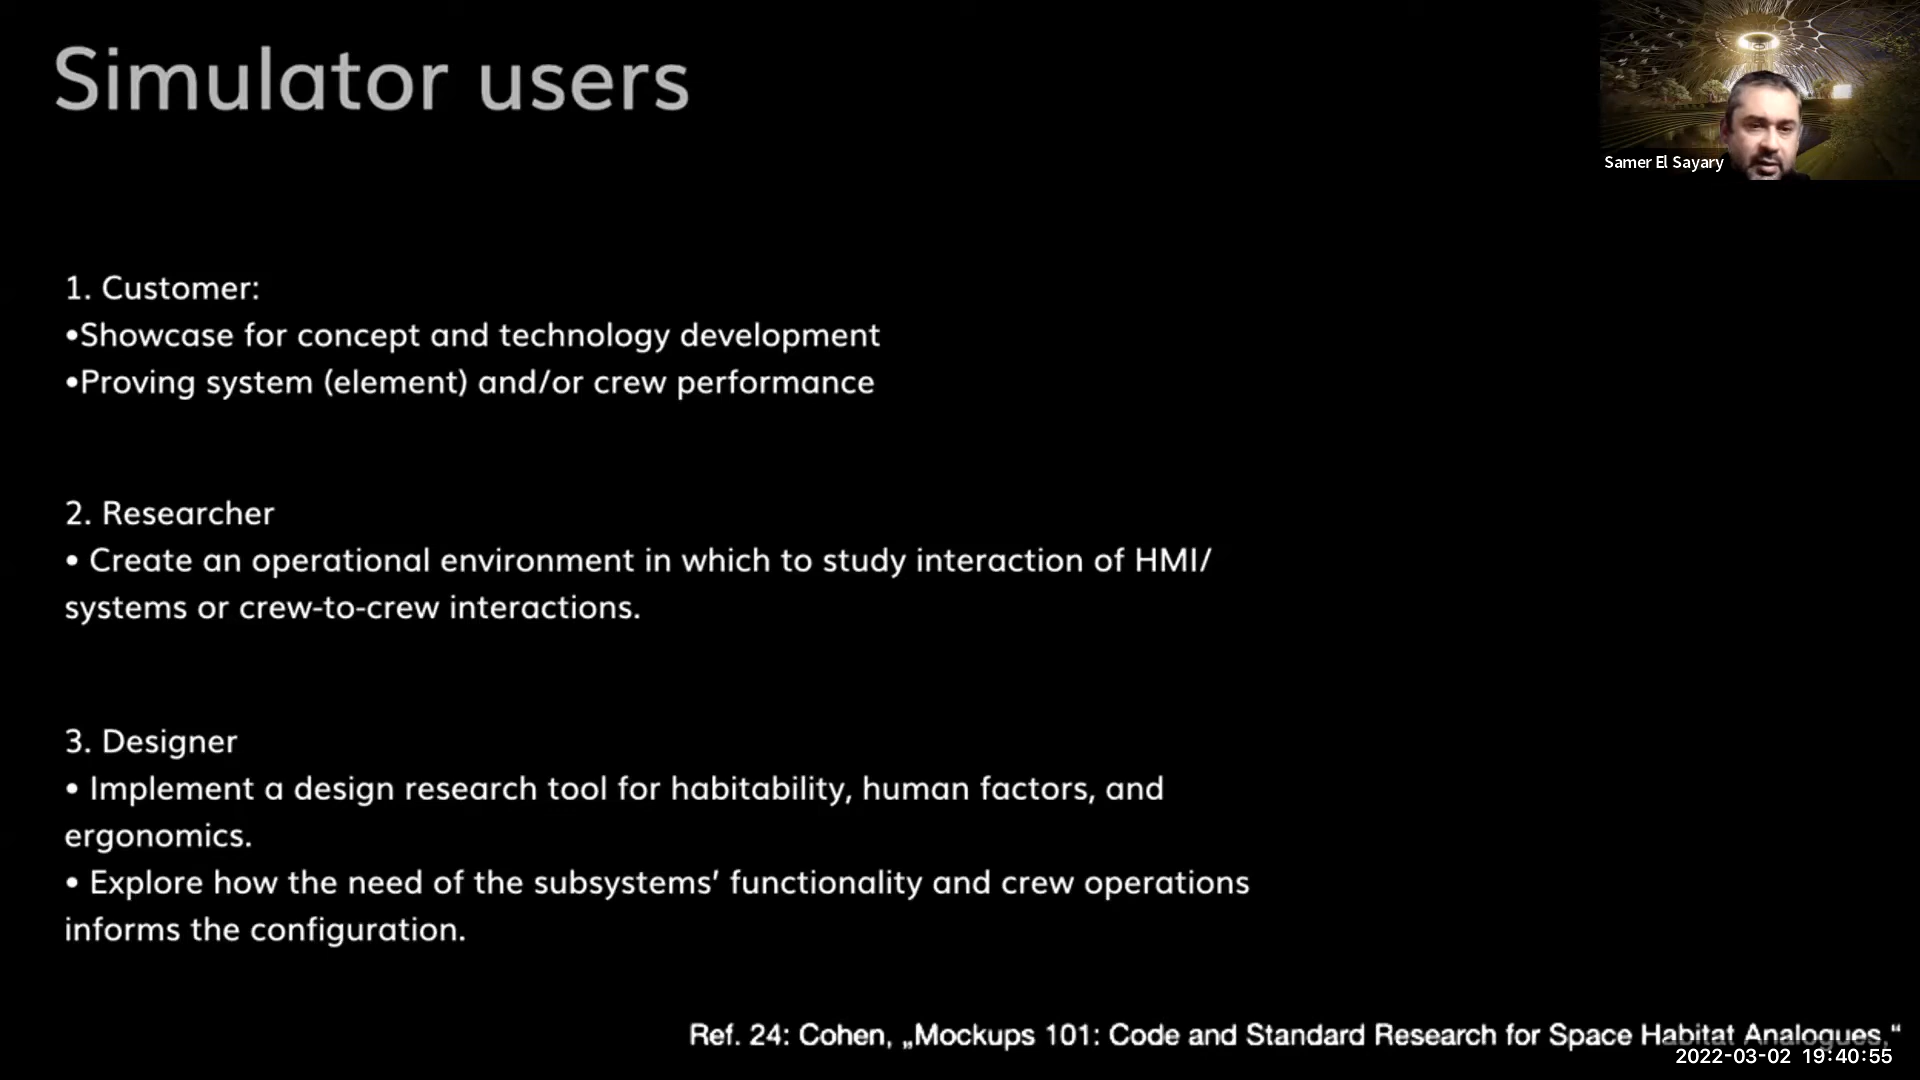 Simulator users
Samer El Sayary
1. Customer:
•Showcase for concept and technology development
•Proving system (element) and/or crew performance
2. Researcher
• Create an operational environment in which to study interaction of HMI/
systems or crew-to-crew interactions.
3. Designer
• Implement a design research tool for habitability, human factors, and
ergonomics.
• Explore how the need of the subsystems’ functionality and crew operations
informs the configuration.
Ref. 24: Cohen, „Mockups 101: Code and Standard Research for Space Habitat Analogues,“
2022-03-02 19:40:55